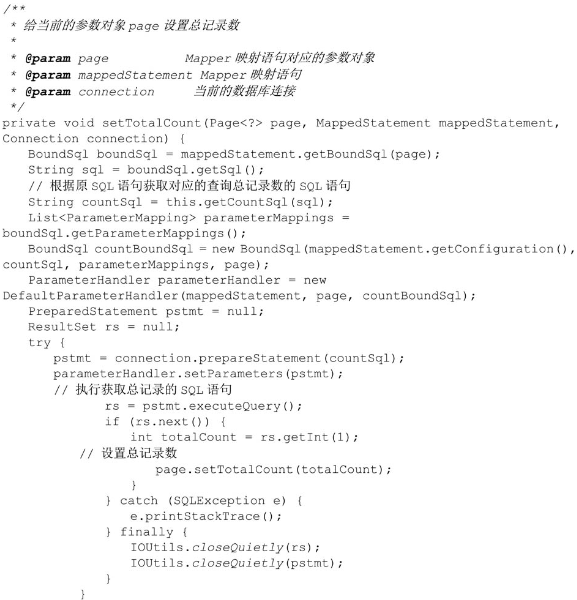 /**
 * 给当前的参数对象 page 设置总记录数
 *
 * @param page            Mapper 映射语句对应的参数对象
 * @param mappedStatement Mapper 映射语句
 * @param connection      当前的数据库连接
 */
private void setTotalCount(Page<?> page, MappedStatement mappedStatement,
Connection connection) {
    BoundSql boundSql = mappedStatement.getBoundSql(page);
    String sql = boundSql.getSql();
    // 根据原 SQL 语句获取对应的查询总记录数的 SQL 语句
    String countSql = this.getCountSql(sql);
    List<ParameterMapping> parameterMappings =
boundSql.getParameterMappings();
    BoundSql countBoundSql = new BoundSql(mappedStatement.getConfiguration(),
countSql, parameterMappings, page);
    ParameterHandler parameterHandler = new
DefaultParameterHandler(mappedStatement, page, countBoundSql);
    PreparedStatement pstmt = null;
    ResultSet rs = null;
    try {
        pstmt = connection.prepareStatement(countSql);
        parameterHandler.setParameters(pstmt);
        // 执行获取总记录的 SQL 语句
                rs = pstmt.executeQuery();
                if (rs.next()) {
                    int totalCount = rs.getInt(1);
            // 设置总记录数
                        page.setTotalCount(totalCount);
                    }
                } catch (SQLException e) {
                    e.printStackTrace();
                } finally {
                    IOUtils.closeQuietly(rs);
                    IOUtils.closeQuietly(pstmt);
                }
            }